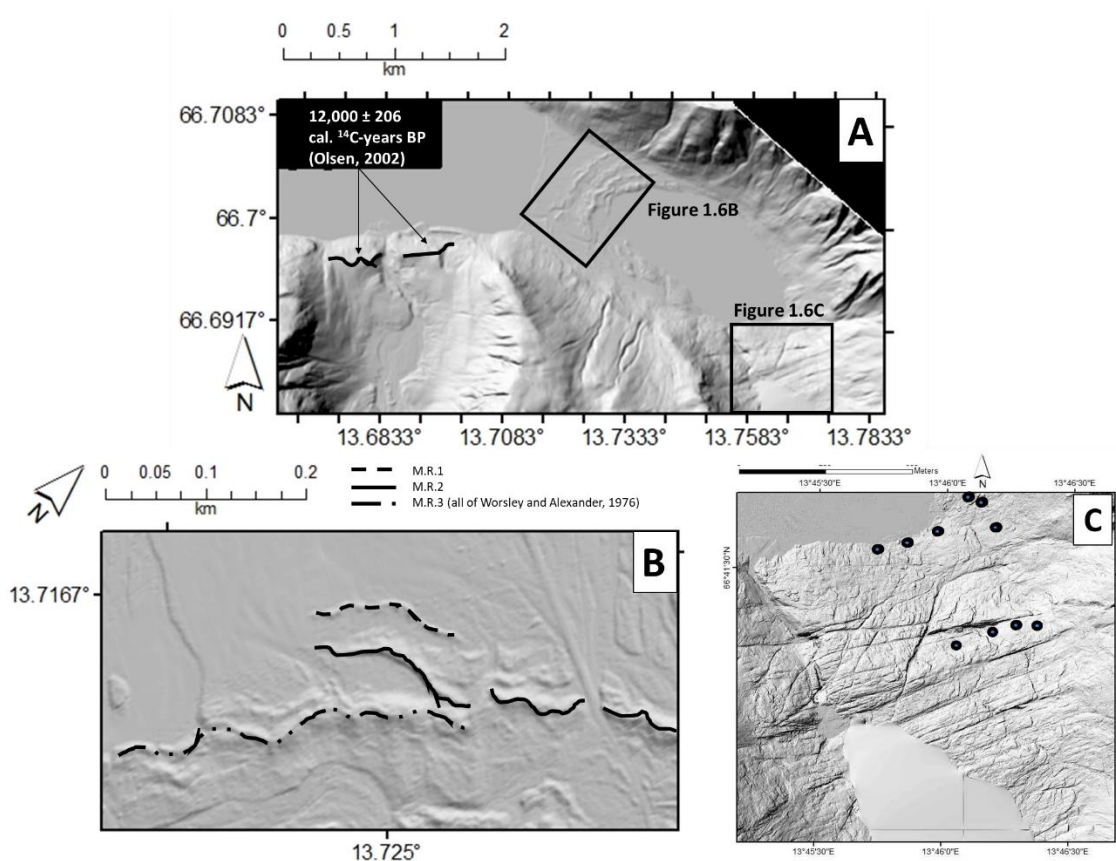 0 0.5 1 2
km
66.7083°
66.7°
66.6917°
12,000 ± 206
cal. ¹⁴C-years BP
(Olsen, 2002)
A
Figure 1.6B
Figure 1.6C
N
13.6833° 13.7083° 13.7333° 13.7583° 13.7833°
N
0 0.05 0.1 0.2
km
M.R.1
M.R.2
M.R.3 (all of Worsley and Alexander, 1976)
B
13.7167°
13.725°
Meters
N
13°45'30"E 13°46'0"E 13°46'30"E
C
66°41'30"N
13°45'30"E 13°46'0"E 13°46'30"E